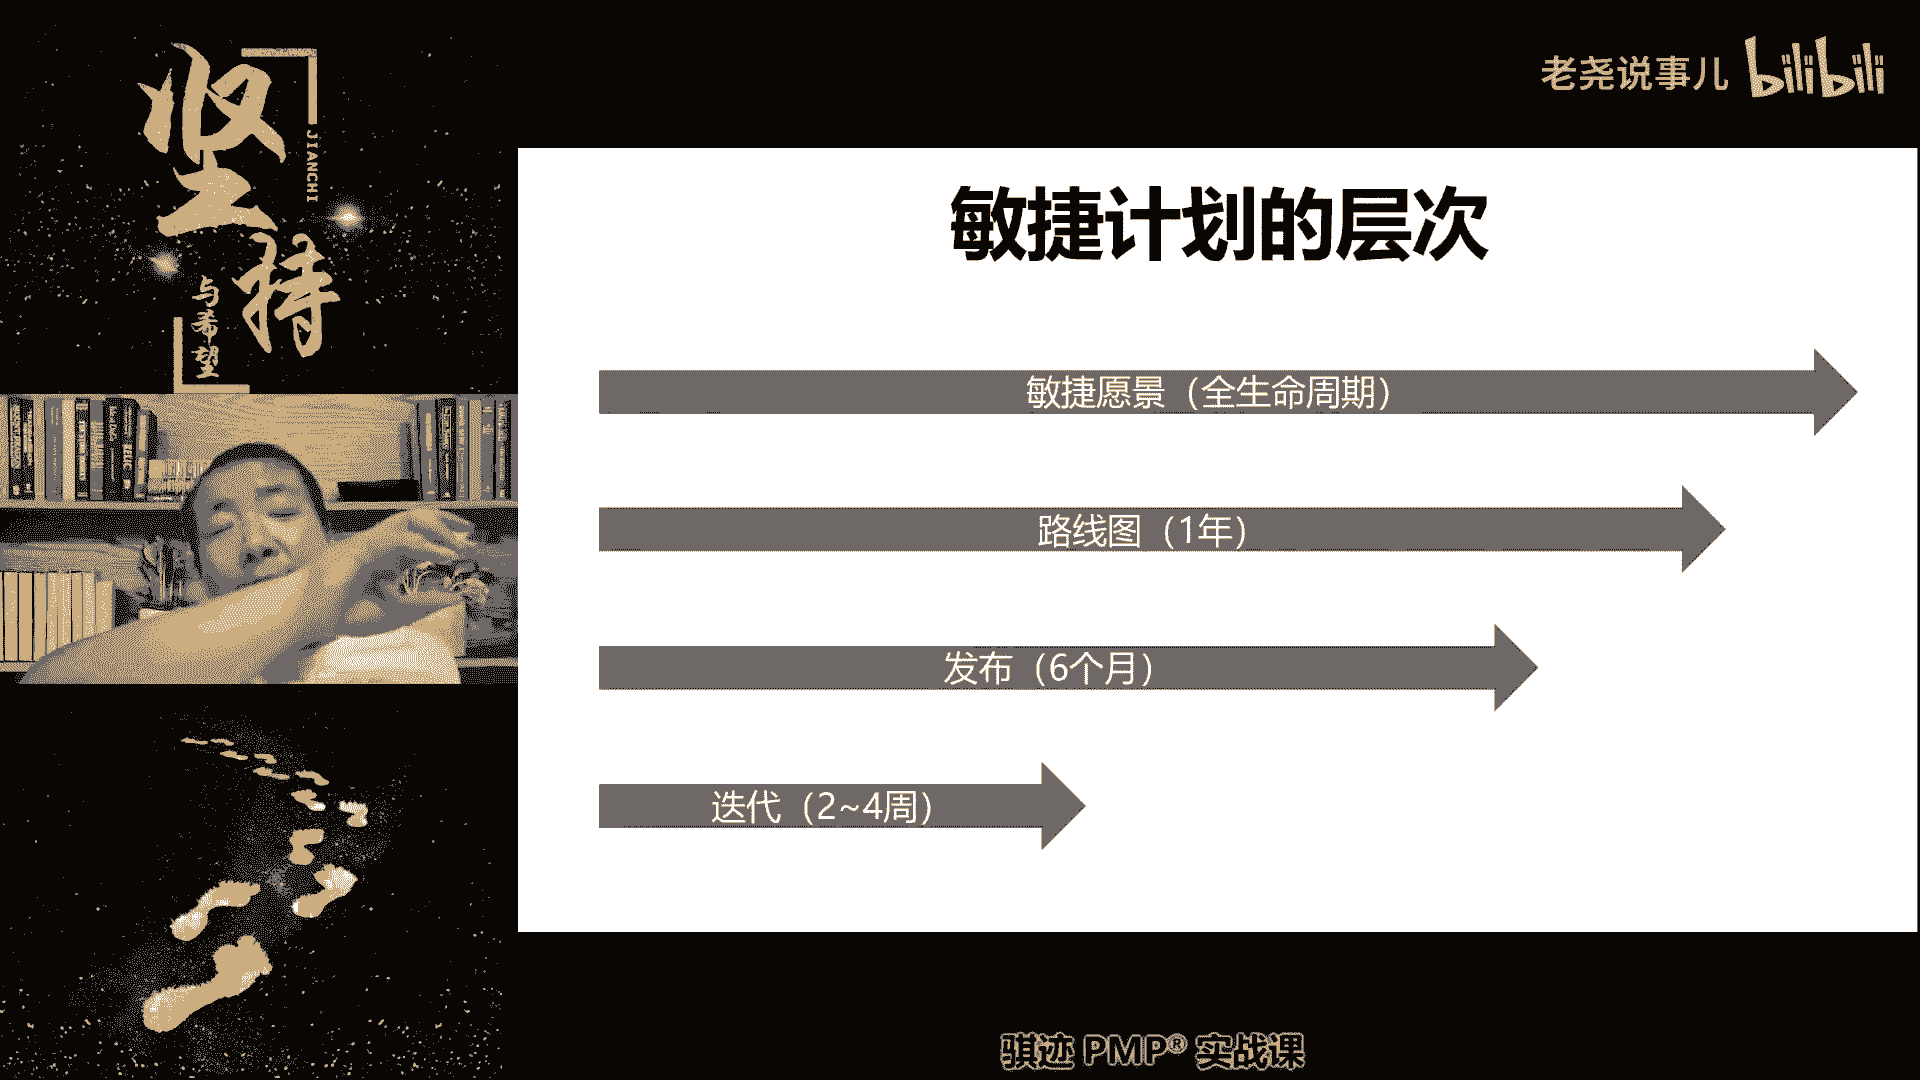 坚持
JIANCHI
与希望
老尧说事儿 bilibili
敏捷计划的层次
敏捷愿景（全生命周期）
路线图（1年）
发布（6个月）
迭代（2~4周）
骐迹 PMP® 实战课